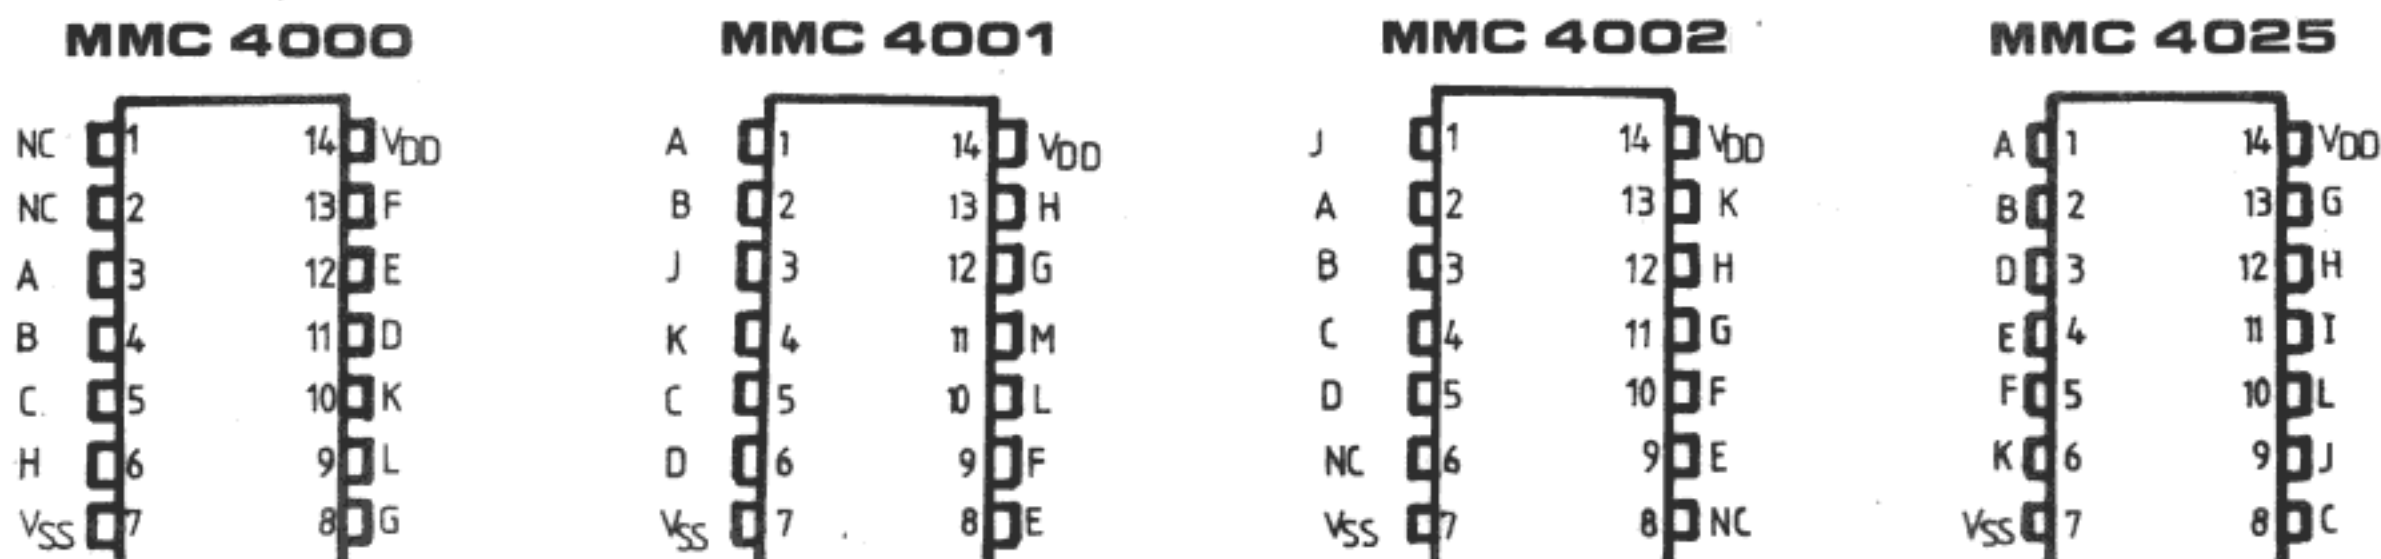 MMC 4000 MMC 4001 MMC 4002 MMC 4025
NC 1 14 VDD A 1 14 VDD J 1 14 VDD A 1 14 VDD
NC 2 13 F B 2 13 H A 2 13 K B 2 13 G
A 3 12 E J 3 12 G B 3 12 H D 3 12 H
B 4 11 D K 4 11 M C 4 11 G E 4 11 I
C 5 10 K C 5 10 L D 5 10 F F 5 10 L
H 6 9 L D 6 9 F NC 6 9 E K 6 9 J
VSS 7 8 G VSS 7 8 E VSS 7 8 NC VSS 7 8 C